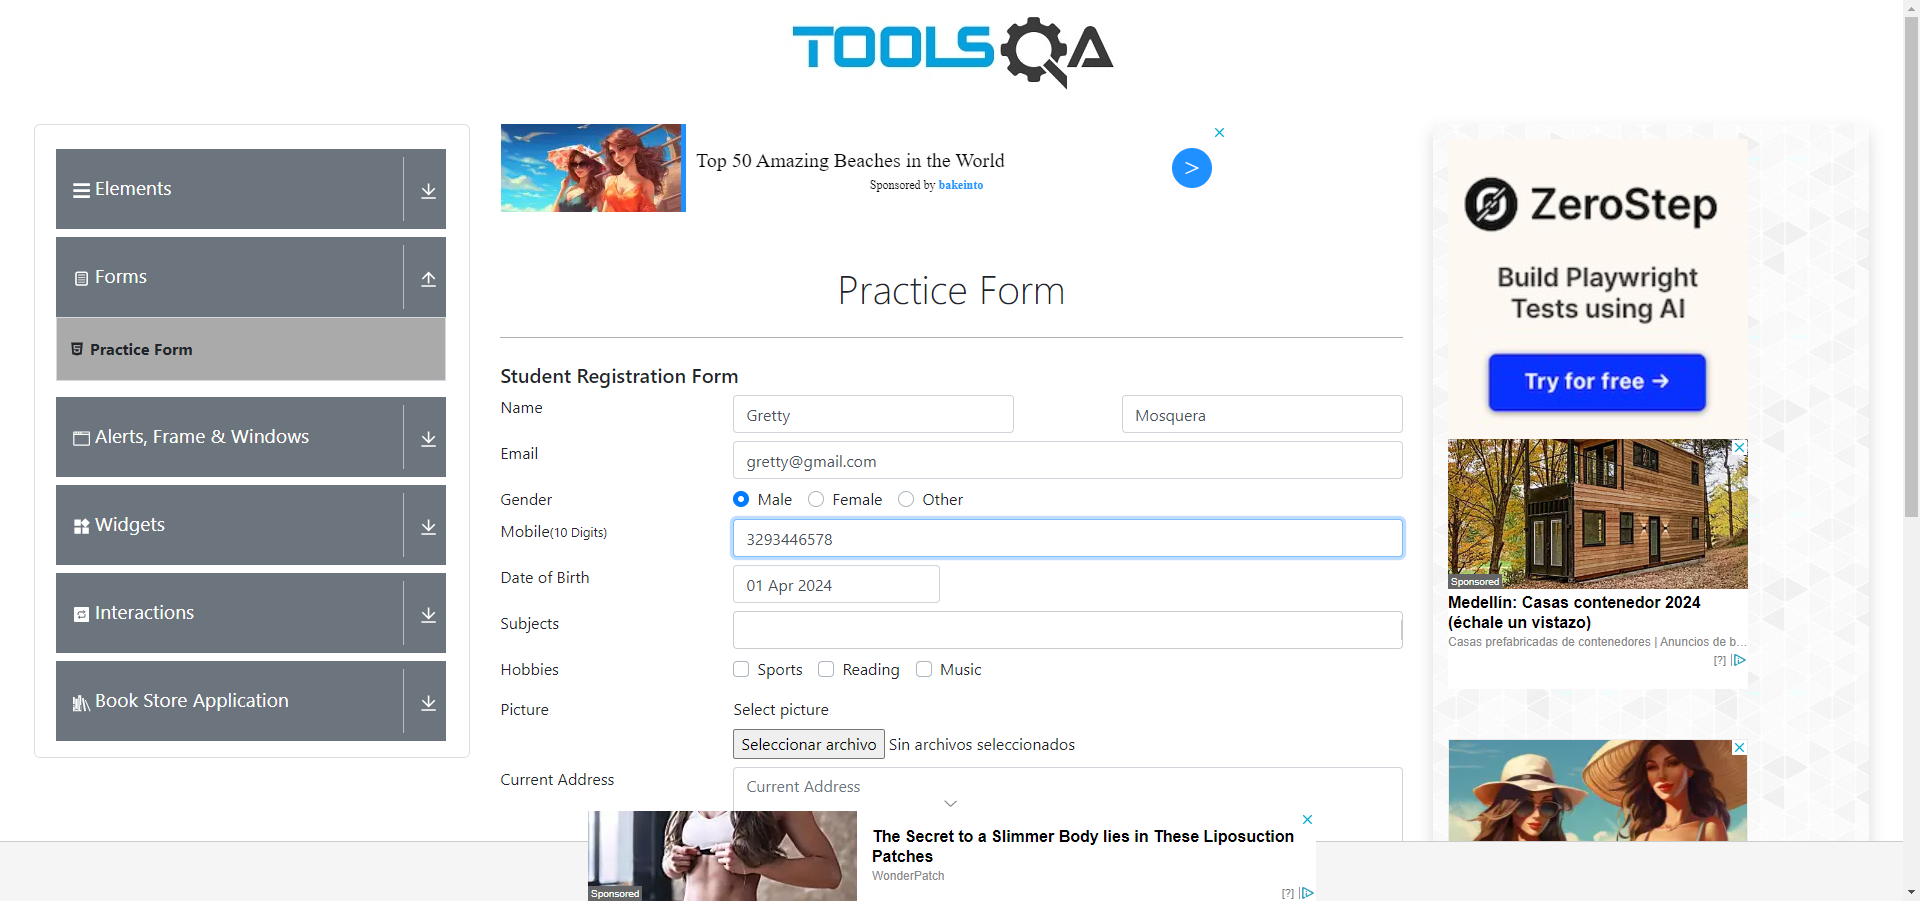 TOOLSQA
Elements
Forms
Practice Form
Alerts, Frame & Windows
Widgets
Interactions
Book Store Application
Top 50 Amazing Beaches in the World
Sponsored by bakeinto
>
Practice Form
Student Registration Form
Name
Gretty
Mosquera
Email
gretty@gmail.com
Gender
Male
Female
Other
Mobile(10 Digits)
3293446578
Date of Birth
01 Apr 2024
Subjects
Hobbies
Sports
Reading
Music
Picture
Select picture
Seleccionar archivo
Sin archivos seleccionados
Current Address
Current Address
Sponsored
The Secret to a Slimmer Body lies in These Liposuction
Patches
WonderPatch
[?]
ZeroStep
Build Playwright
Tests using AI
Try for free →
Sponsored
Medellín: Casas contenedor 2024
(échale un vistazo)
Casas prefabricadas de contenedores | Anuncios de b...
[?]